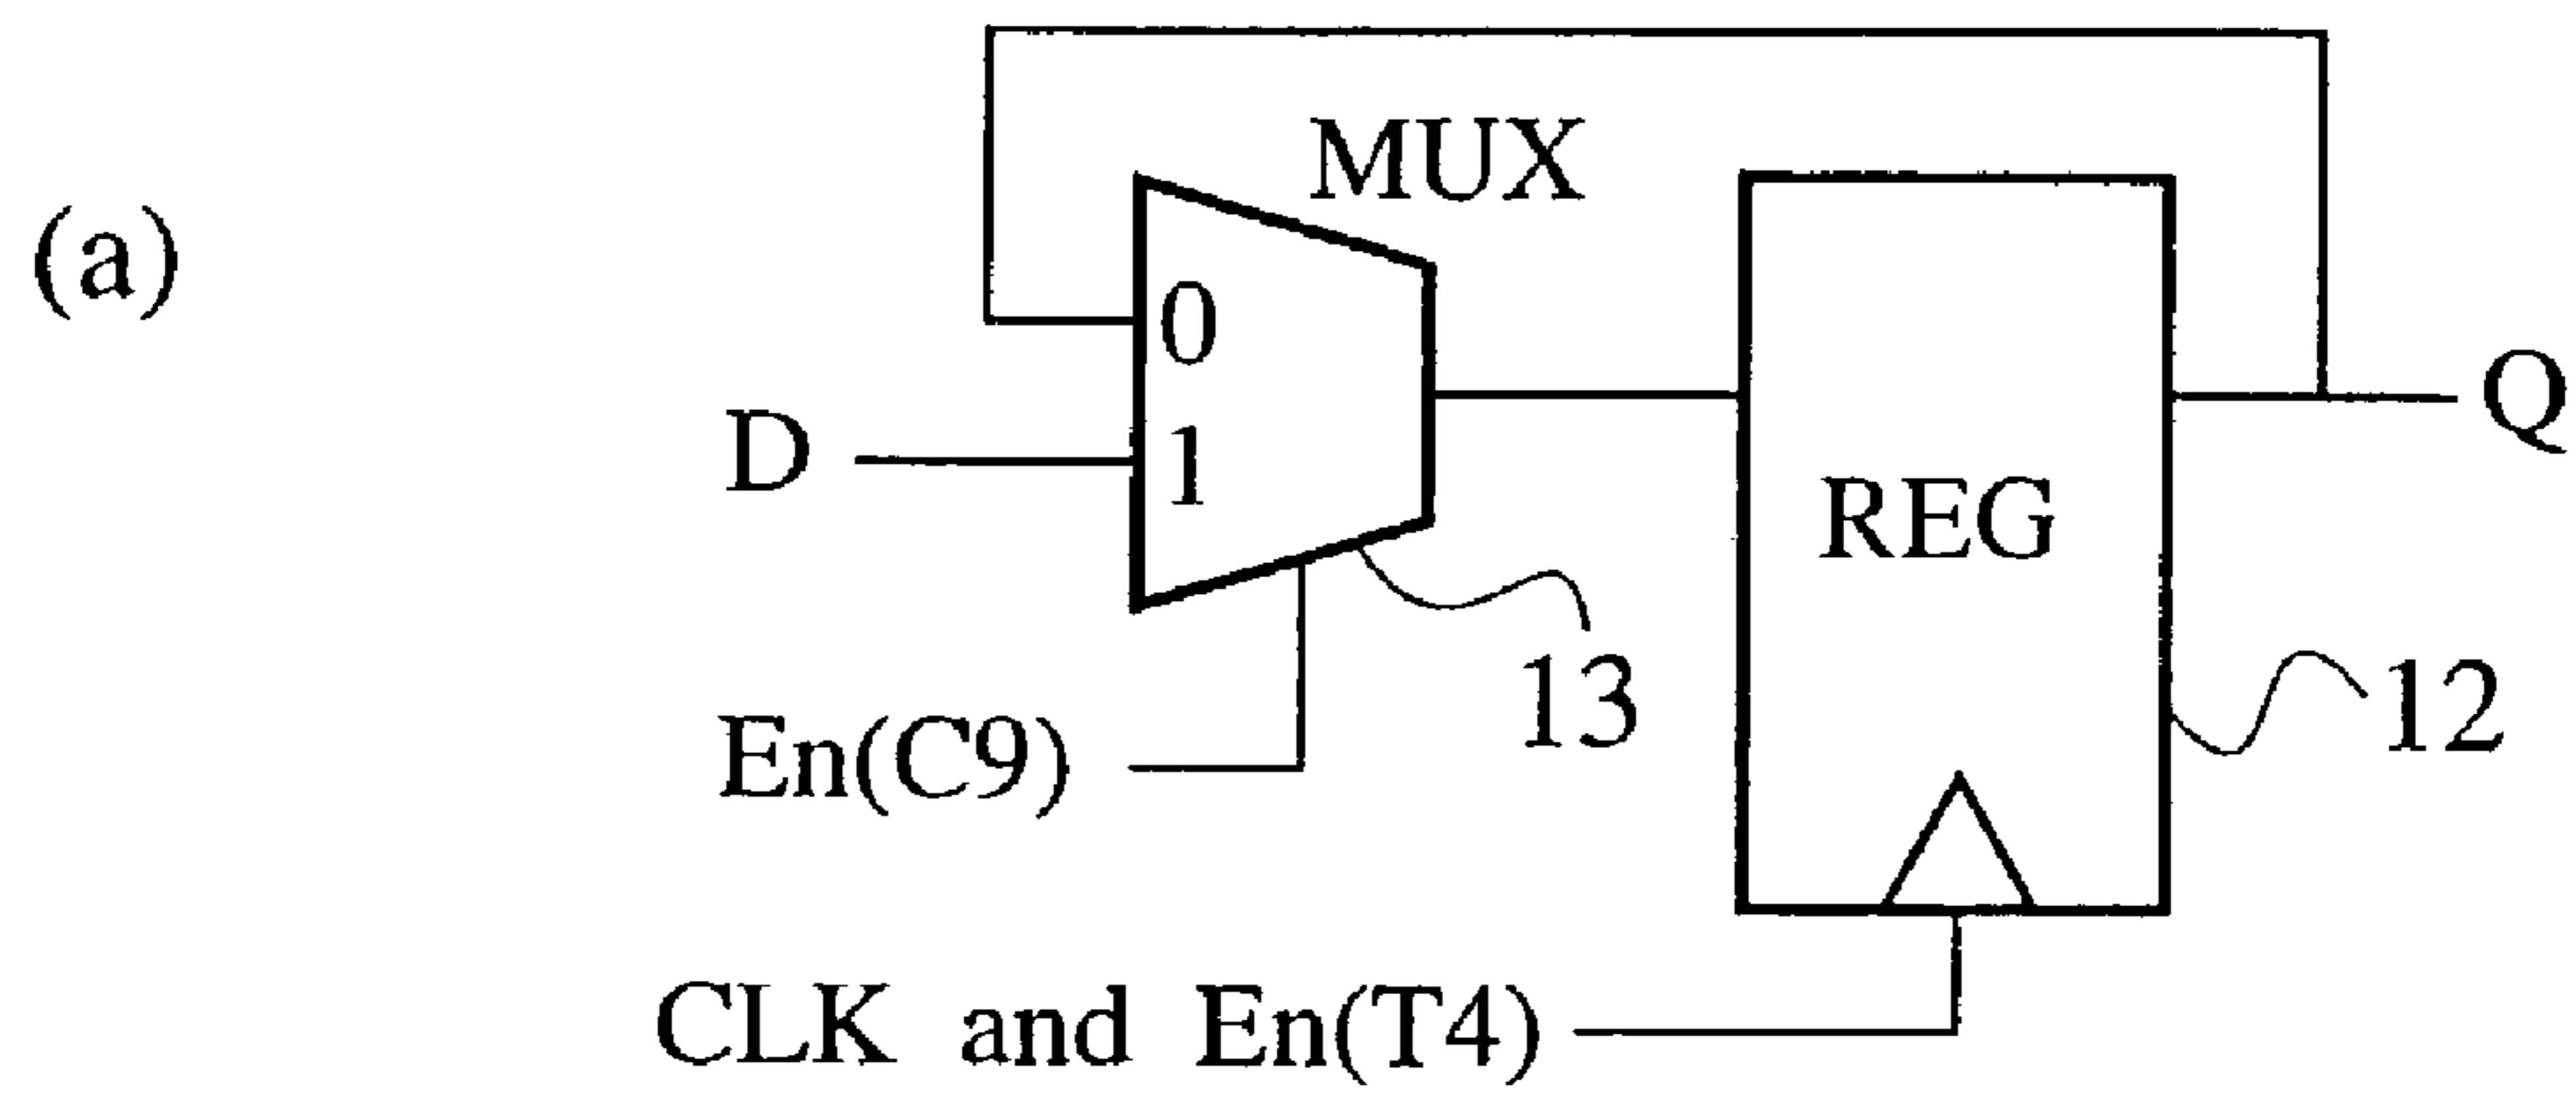 (a)
MUX
0
D
1
Q
REG
En(C9)
13
12
CLK and En(T4)